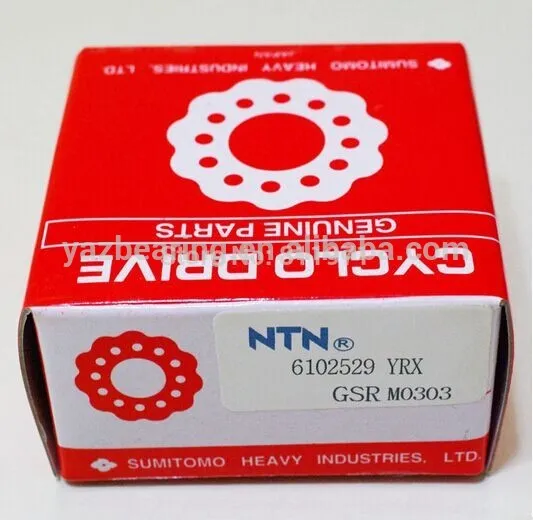 JAPAN
SUMITOMO HEAVY INDUSTRIES, LTD.
GENUINE PARTS
CYCLO DRIVE
yazbearing.en.alibaba.com
NTN®
6102529 YRX
GSR M0303
SUMITOMO HEAVY INDUSTRIES, LTD.